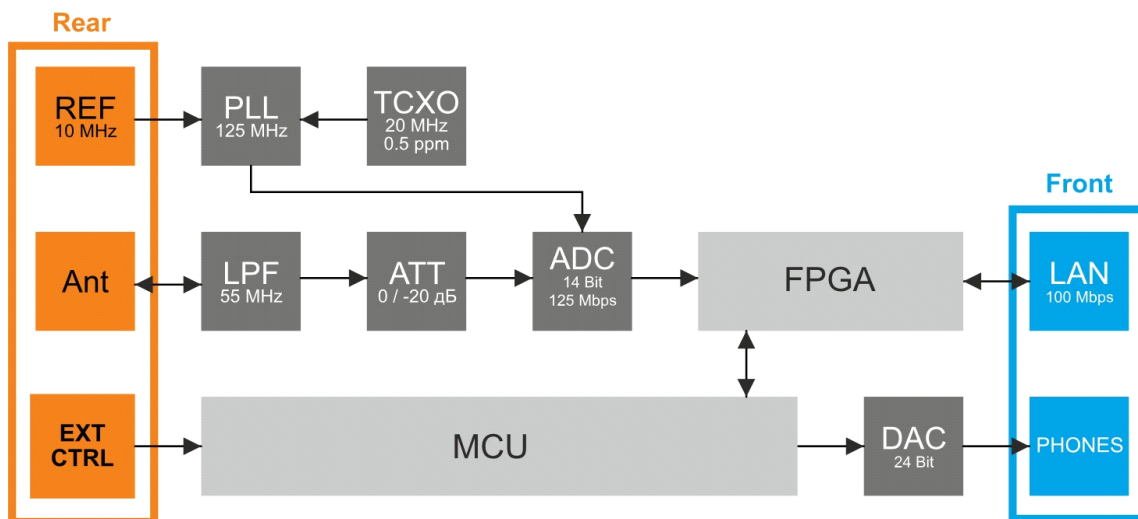 Rear
REF
10 MHz
PLL
125 MHz
TCXO
20 MHz
0.5 ppm
Front
Ant
LPF
55 MHz
ATT
0 / -20 дБ
ADC
14 Bit
125 Mbps
FPGA
LAN
100 Mbps
EXT
CTRL
MCU
DAC
24 Bit
PHONES